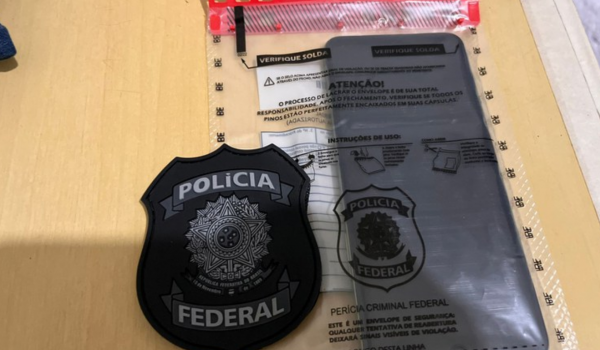 VERIFIQUE SOLDA
VERIFIQUE SOLDA
ATENÇÃO!
O PROCESSO DE LACRAR O ENVELOPE É DE SUA TOTAL
RESPONSABILIDADE. APÓS O FECHAMENTO, VERIFIQUE SE TODOS OS
PINOS ESTÃO PERFEITAMENTE ENCAIXADOS EM SUAS CÁPSULAS.
INSTRUÇÕES DE USO:
POLÍCIA
FEDERAL
POLÍCIA
FEDERAL
PERÍCIA CRIMINAL FEDERAL
ESTE É UM ENVELOPE DE SEGURANÇA:
QUALQUER TENTATIVA DE REABERTURA
DEIXARÁ SINAIS VISÍVEIS DE VIOLAÇÃO.
DESTA LINHA